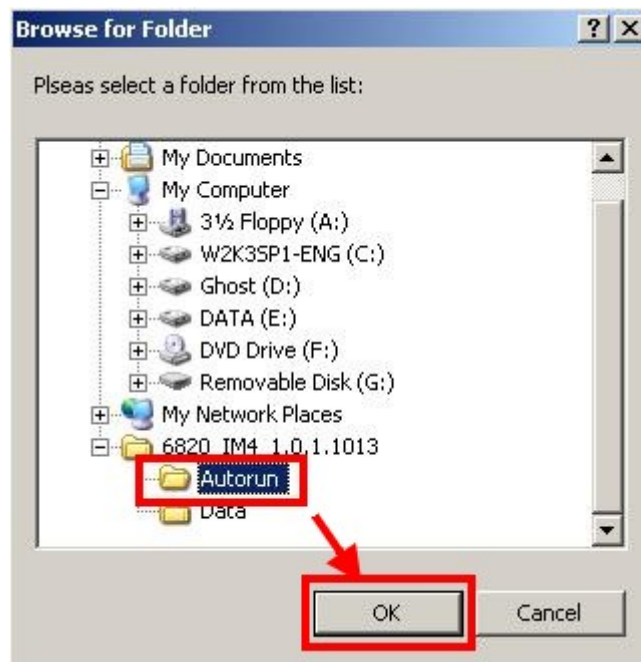 Browse for Folder
Plseas select a folder from the list:
My Documents
My Computer
3½ Floppy (A:)
W2K3SP1-ENG (C:)
Ghost (D:)
DATA (E:)
DVD Drive (F:)
Removable Disk (G:)
My Network Places
6820_IM4_1.0.1.1013
Autorun
Data
OK Cancel